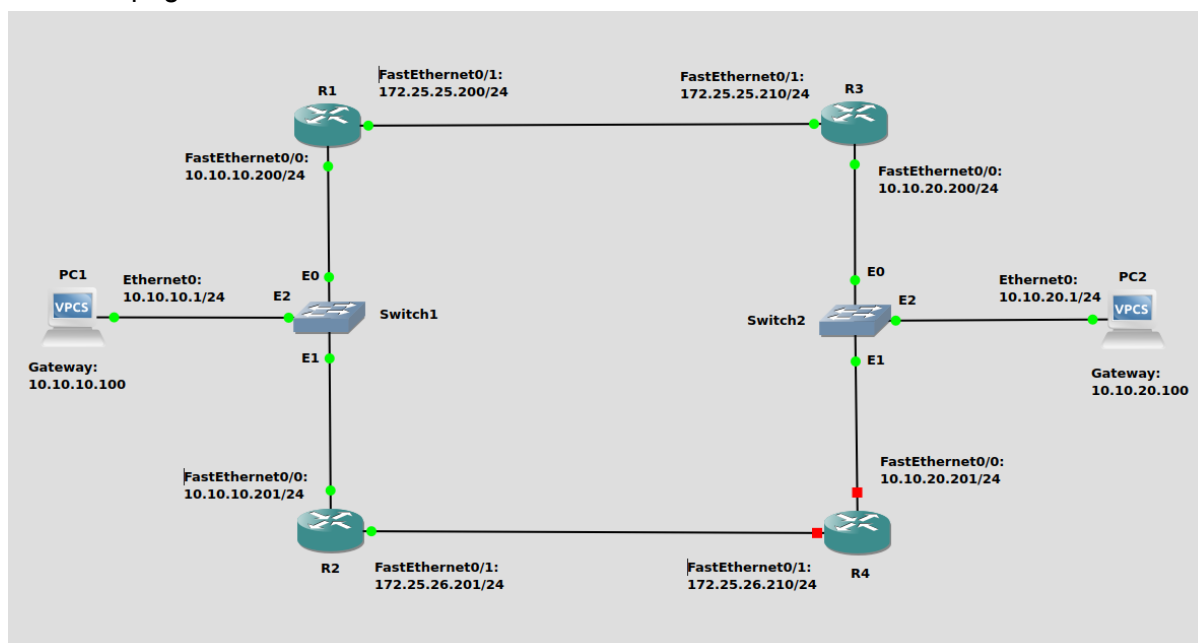 FastEthernet0/1:
172.25.25.200/24
FastEthernet0/1:
172.25.25.210/24
R1
R3
FastEthernet0/0:
10.10.10.200/24
FastEthernet0/0:
10.10.20.200/24
PC1
Ethernet0:
10.10.10.1/24
VPCS
Gateway:
10.10.10.100
E0
E2
Switch1
E1
E0
E2
Switch2
E1
Ethernet0:
10.10.20.1/24
PC2
VPCS
Gateway:
10.10.20.100
FastEthernet0/0:
10.10.10.201/24
FastEthernet0/0:
10.10.20.201/24
R2
FastEthernet0/1:
172.25.26.201/24
FastEthernet0/1:
172.25.26.210/24
R4